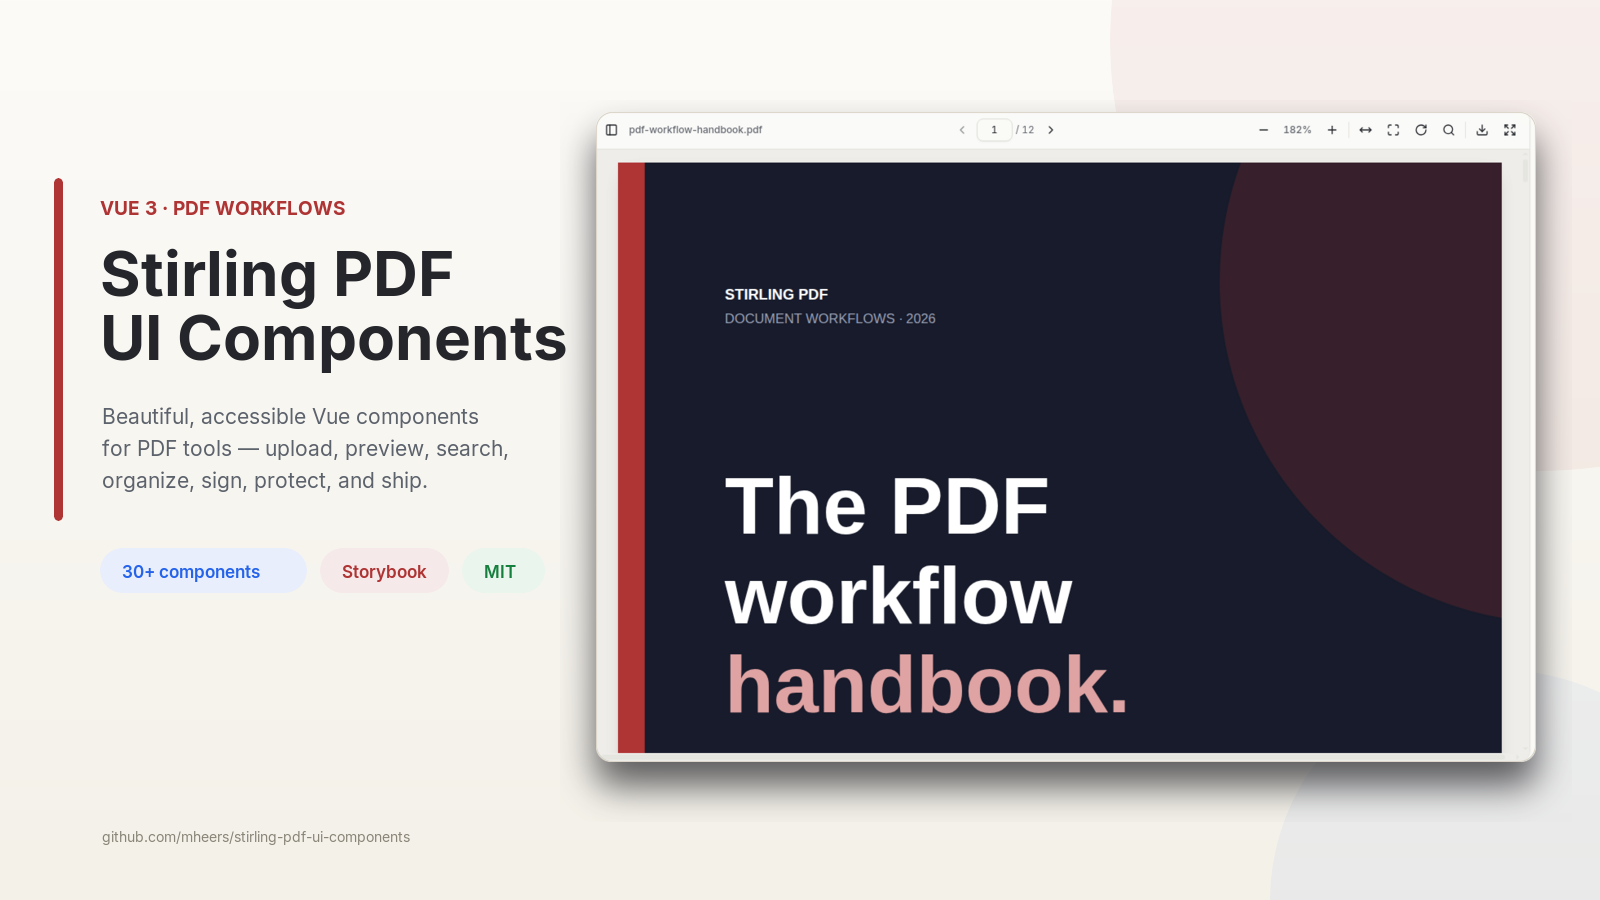 VUE 3 · PDF WORKFLOWS
Stirling PDF
UI Components
Beautiful, accessible Vue components
for PDF tools — upload, preview, search,
organize, sign, protect, and ship.
30+ components
Storybook
MIT
github.com/mheers/stirling-pdf-ui-components
pdf-workflow-handbook.pdf
1 / 12
182%
STIRLING PDF
DOCUMENT WORKFLOWS · 2026
The PDF
workflow
handbook.